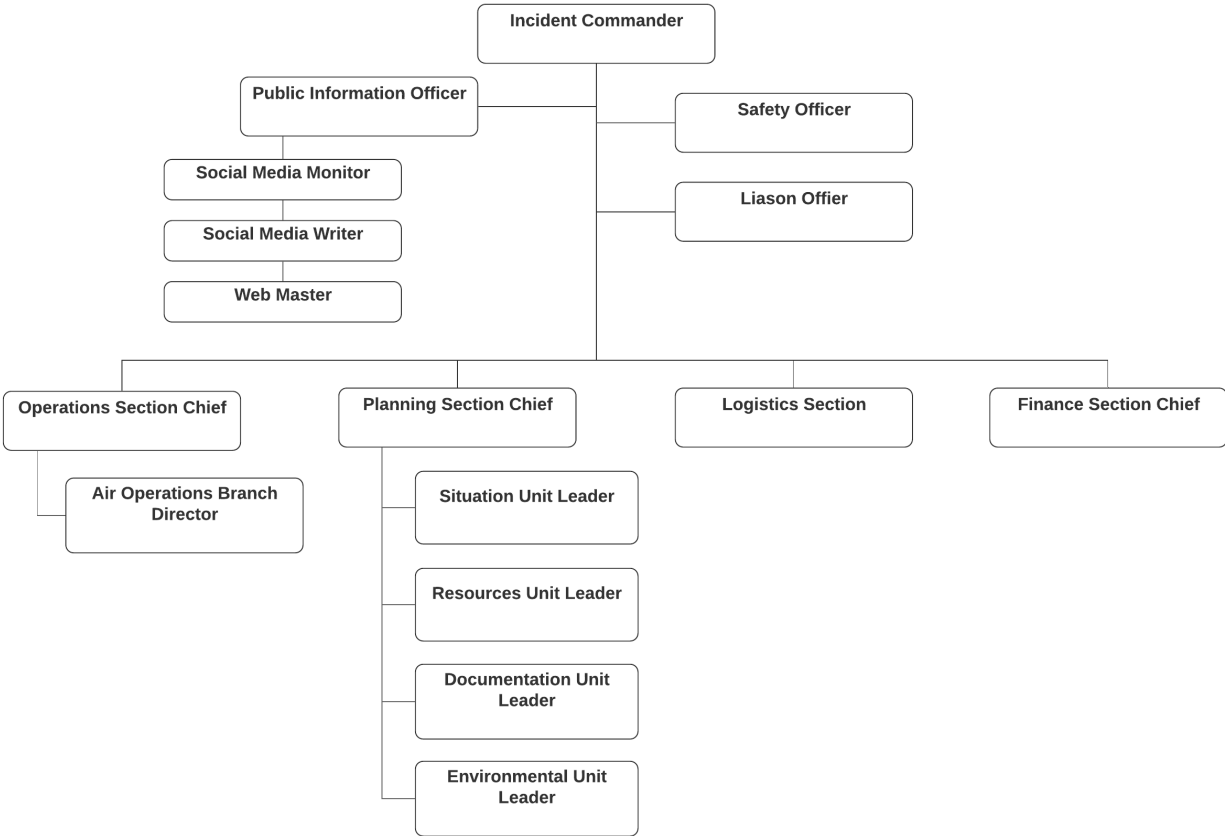 Incident Commander
Public Information Officer
Safety Officer
Social Media Monitor
Liason Offier
Social Media Writer
Web Master
Operations Section Chief
Planning Section Chief
Logistics Section
Finance Section Chief
Air Operations Branch
Director
Situation Unit Leader
Resources Unit Leader
Documentation Unit
Leader
Environmental Unit
Leader